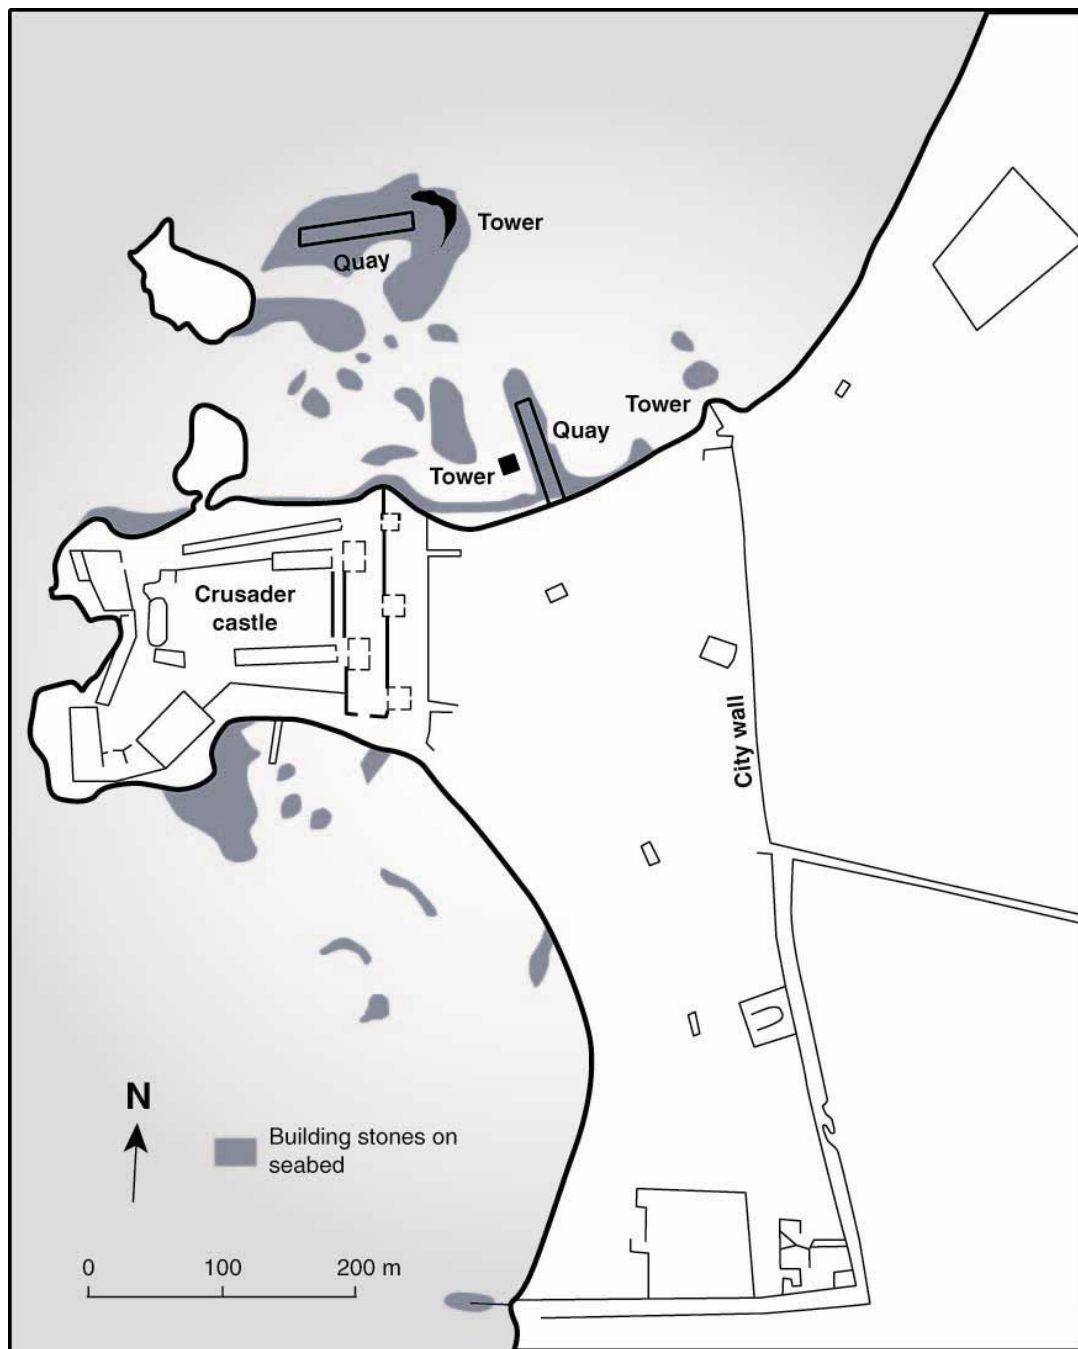 Tower
Quay
Tower
Quay
Tower
Crusader
castle
City wall
N
Building stones on
seabed
0 100 200 m